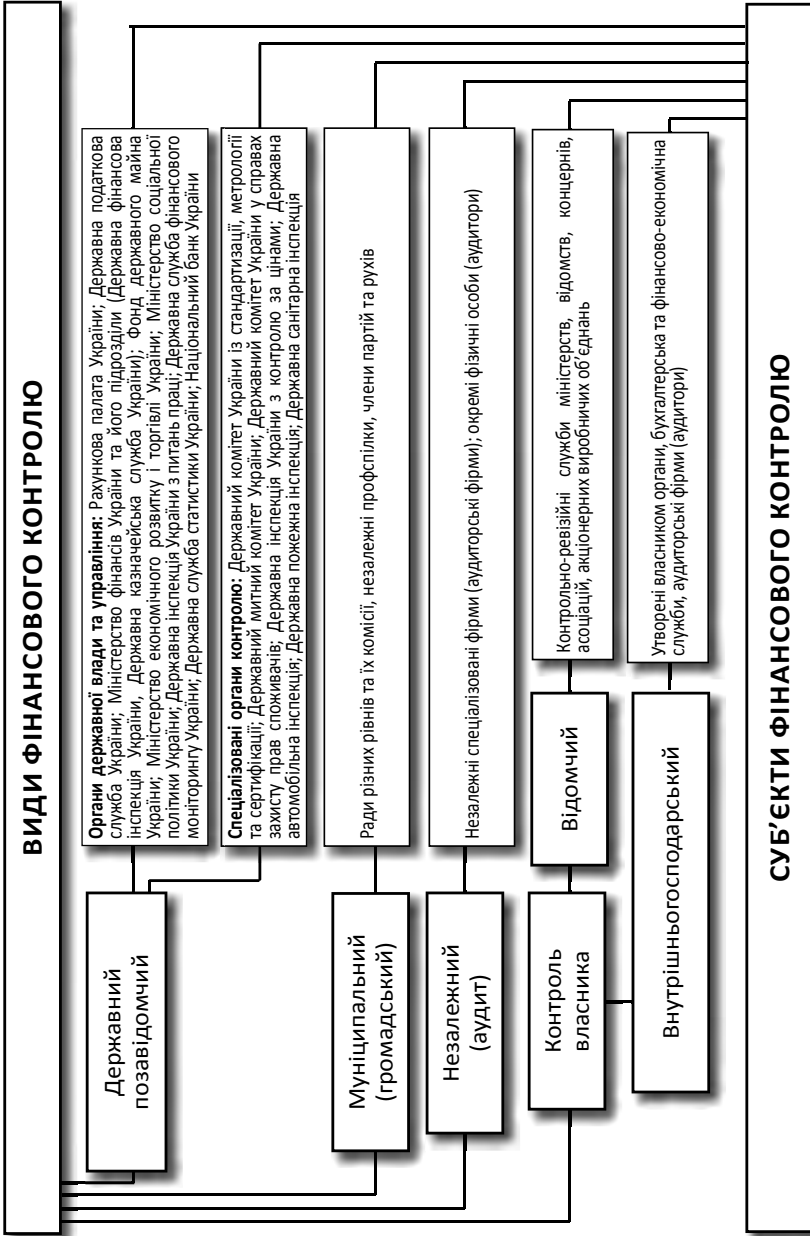 ВИДИ ФІНАНСОВОГО КОНТРОЛЮ
Державний
позавідомчий
Органи державної влади та управління: Рахункова палата України; Державна податкова
служба України; Міністерство фінансів України та його підрозділи (Державна фінансова
інспекція України, Державна казначейська служба України); Фонд державного майна
України; Міністерство економічного розвитку і торгівлі України; Міністерство соціальної
політики України; Державна інспекція України з питань праці; Державна служба фінансового
моніторингу України; Державна служба статистики України; Національний банк України
Спеціалізовані органи контролю: Державний комітет України із стандартизації, метрології
та сертифікації; Державний митний комітет України; Державний комітет України у справах
захисту прав споживачів; Державна інспекція України з контролю за цінами; Державна
автомобільна інспекція; Державна пожежна інспекція; Державна санітарна інспекція
Муніципальний
(громадський)
Ради різних рівнів та їх комісії, незалежні профспілки, члени партій та рухів
Незалежний
(аудит)
Незалежні спеціалізовані фірми (аудиторські фірми); окремі фізичні особи (аудитори)
Контроль
власника
Відомчий
Контрольно-ревізійні служби міністерств, відомств, концернів,
асоціацій, акціонерних виробничих об’єднань
Внутрішньогосподарський
Утворені власником органи, бухгалтерська та фінансово-економічна
служби, аудиторські фірми (аудитори)
СУБ’ЄКТИ ФІНАНСОВОГО КОНТРОЛЮ